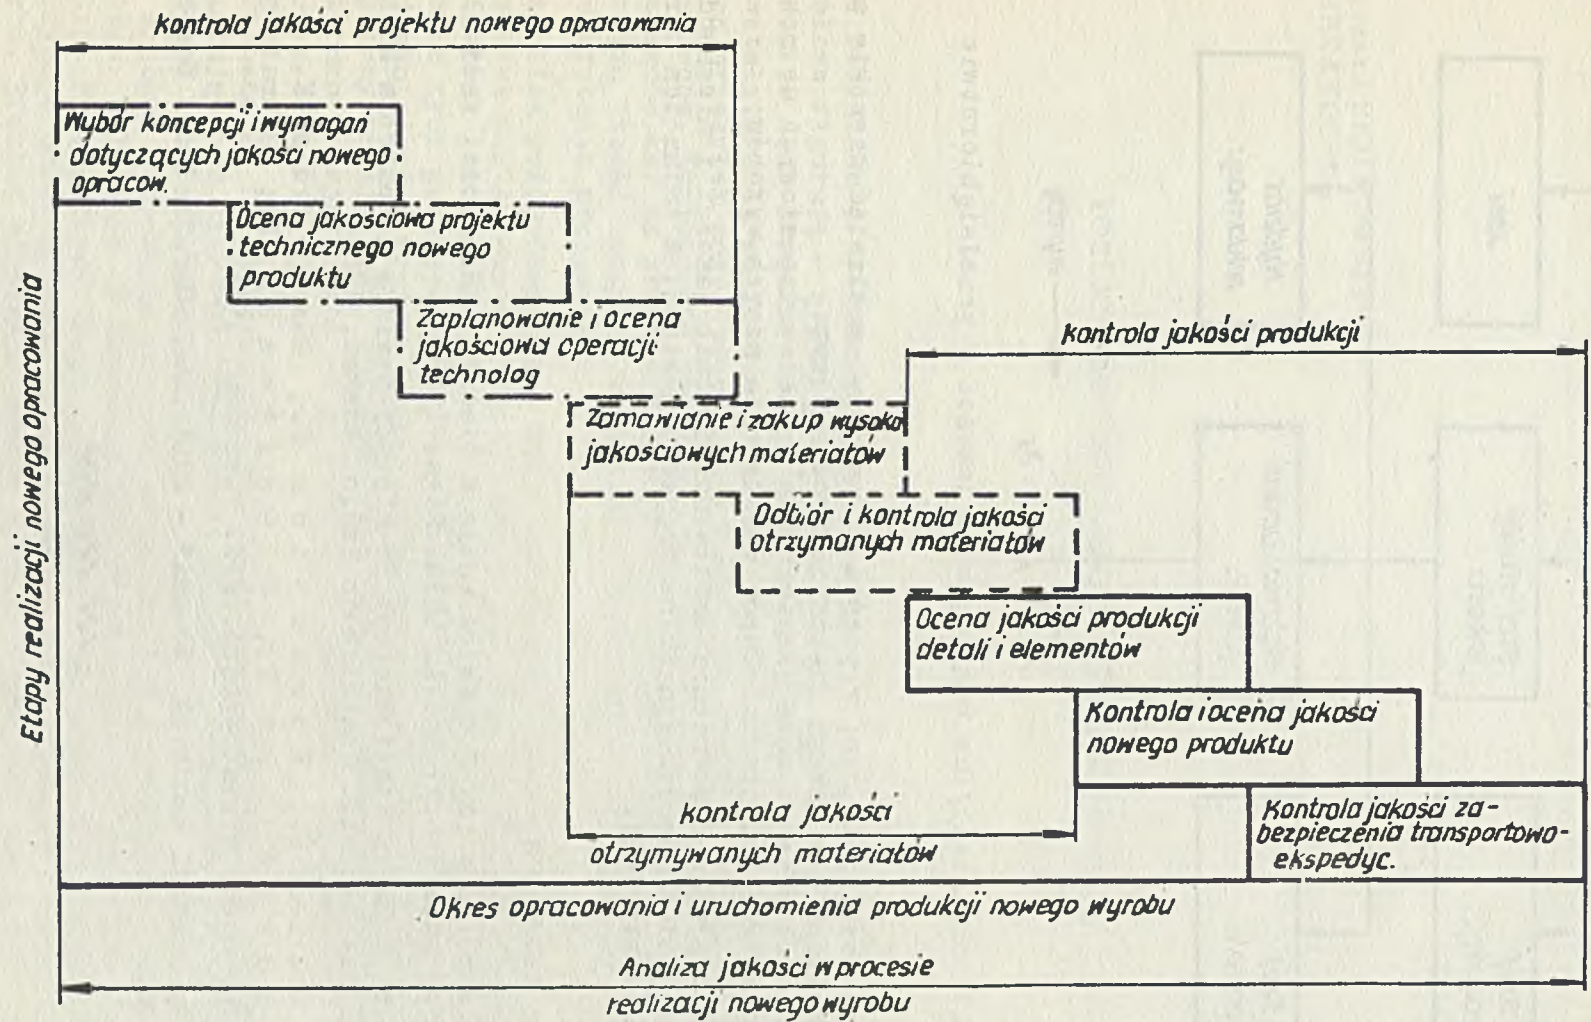 kontrola jakości projektu nowego opracowania
Wybór koncepcji i wymagań
dotyczących jakości nowego
opracow.
Ocena jakościowa projektu
technicznego nowego
produktu
Zaplanowanie i ocena
jakościowa operacji
technolog
kontrola jakości produkcji
Zamawianie i zakup wysoko
jakościowych materiałów
Odbiór i kontrola jakości
otrzymanych materiałów
Ocena jakości produkcji
detali i elementów
Kontrola i ocena jakości
nowego produktu
Kontrola jakości za-
bezpieczenia transportowo-
ekspedyc.
kontrola jakości
otrzymywanych materiałów
Etapy realizacji nowego opracowania
Okres opracowania i uruchomienia produkcji nowego wyrobu
Analiza jakości w procesie
realizacji nowego wyrobu